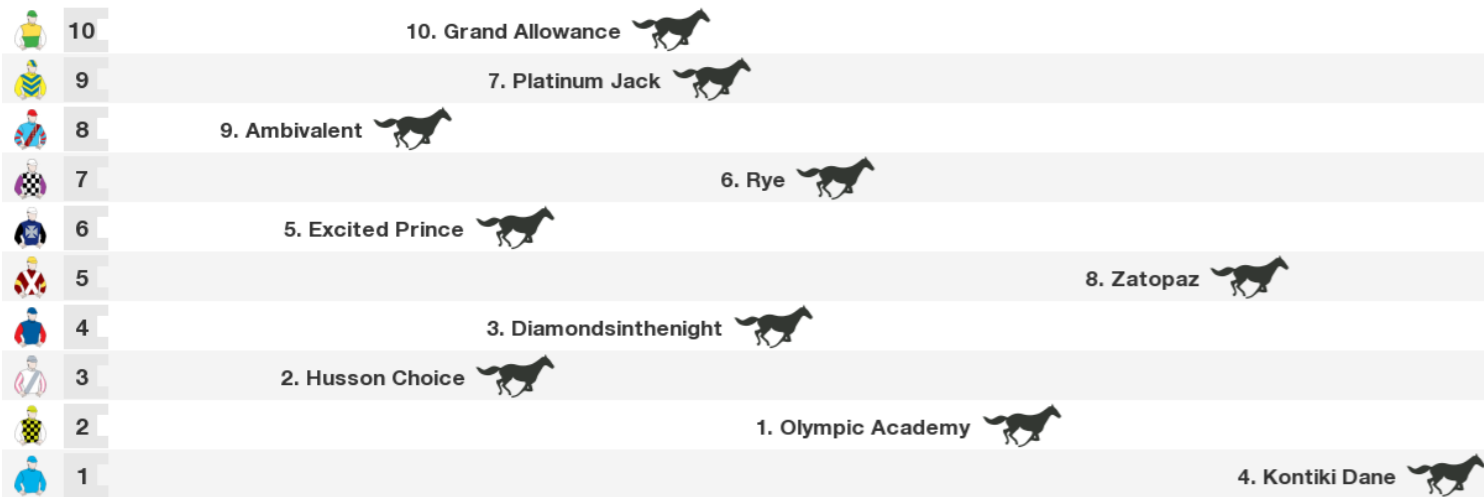 10 10. Grand Allowance
9 7. Platinum Jack
8 9. Ambivalent
7 6. Rye
6 5. Excited Prince
5 8. Zatopaz
4 3. Diamondsinthenight
3 2. Husson Choice
2 1. Olympic Academy
1 4. Kontiki Dane